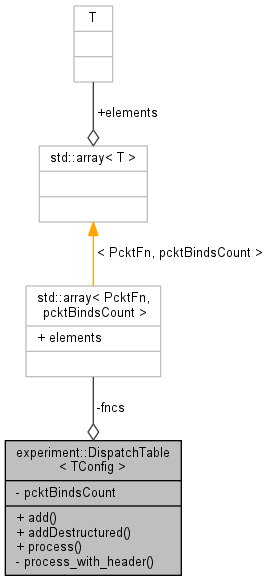 T
+elements
std::array< T >
< PcktFn, pcktBindsCount >
std::array< PcktFn,
pcktBindsCount >
+ elements
-fncs
experiment::DispatchTable
< TConfig >
- pcktBindsCount
+ add()
+ addDestructured()
+ process()
- process_with_header()